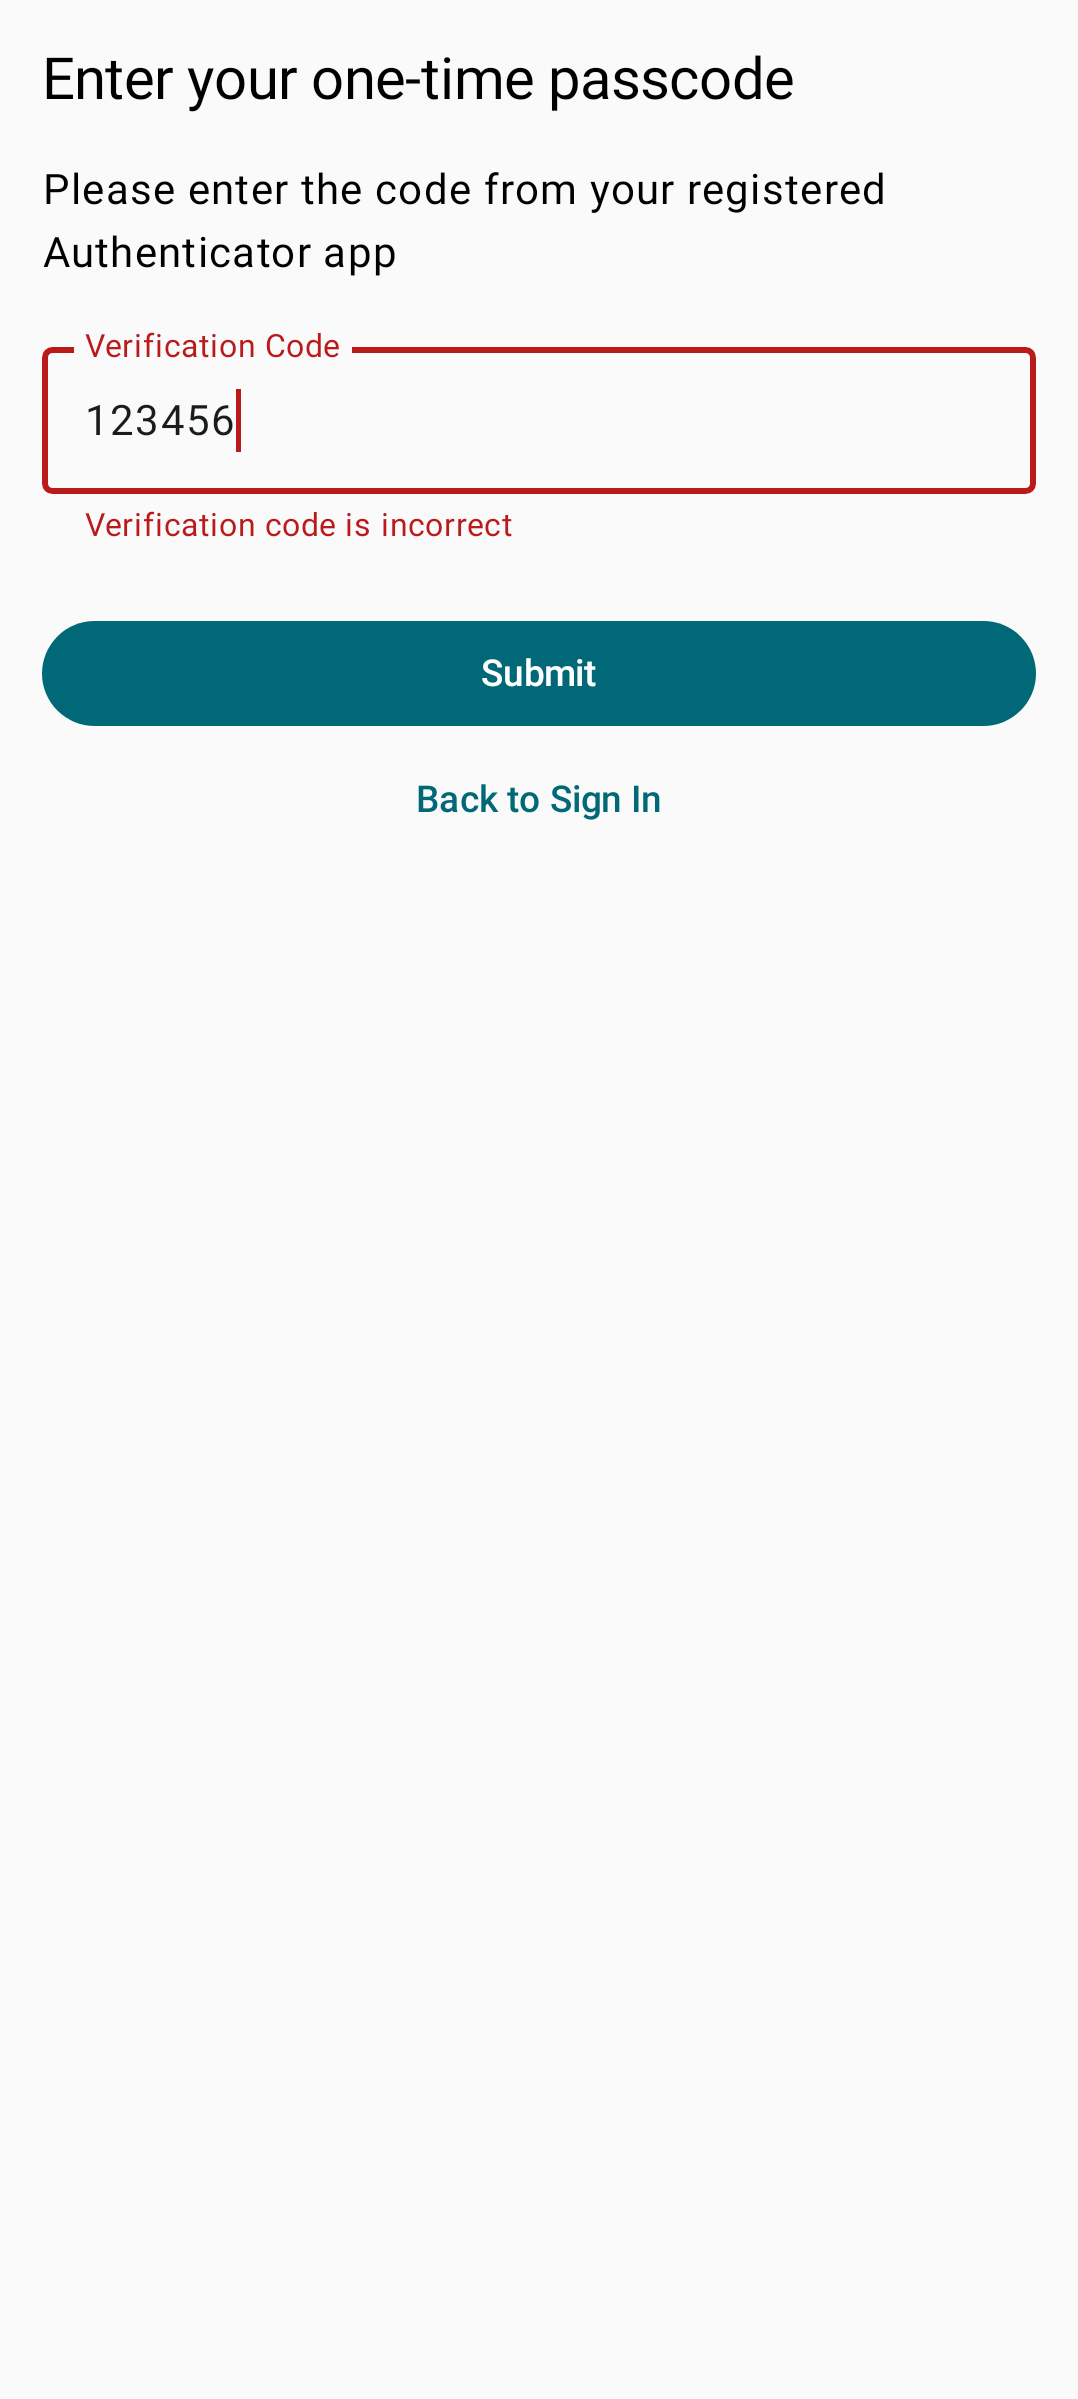 Enter your one-time passcode
Please enter the code from your registered
Authenticator app
Verification Code
123456
Verification code is incorrect
Submit
Back to Sign In